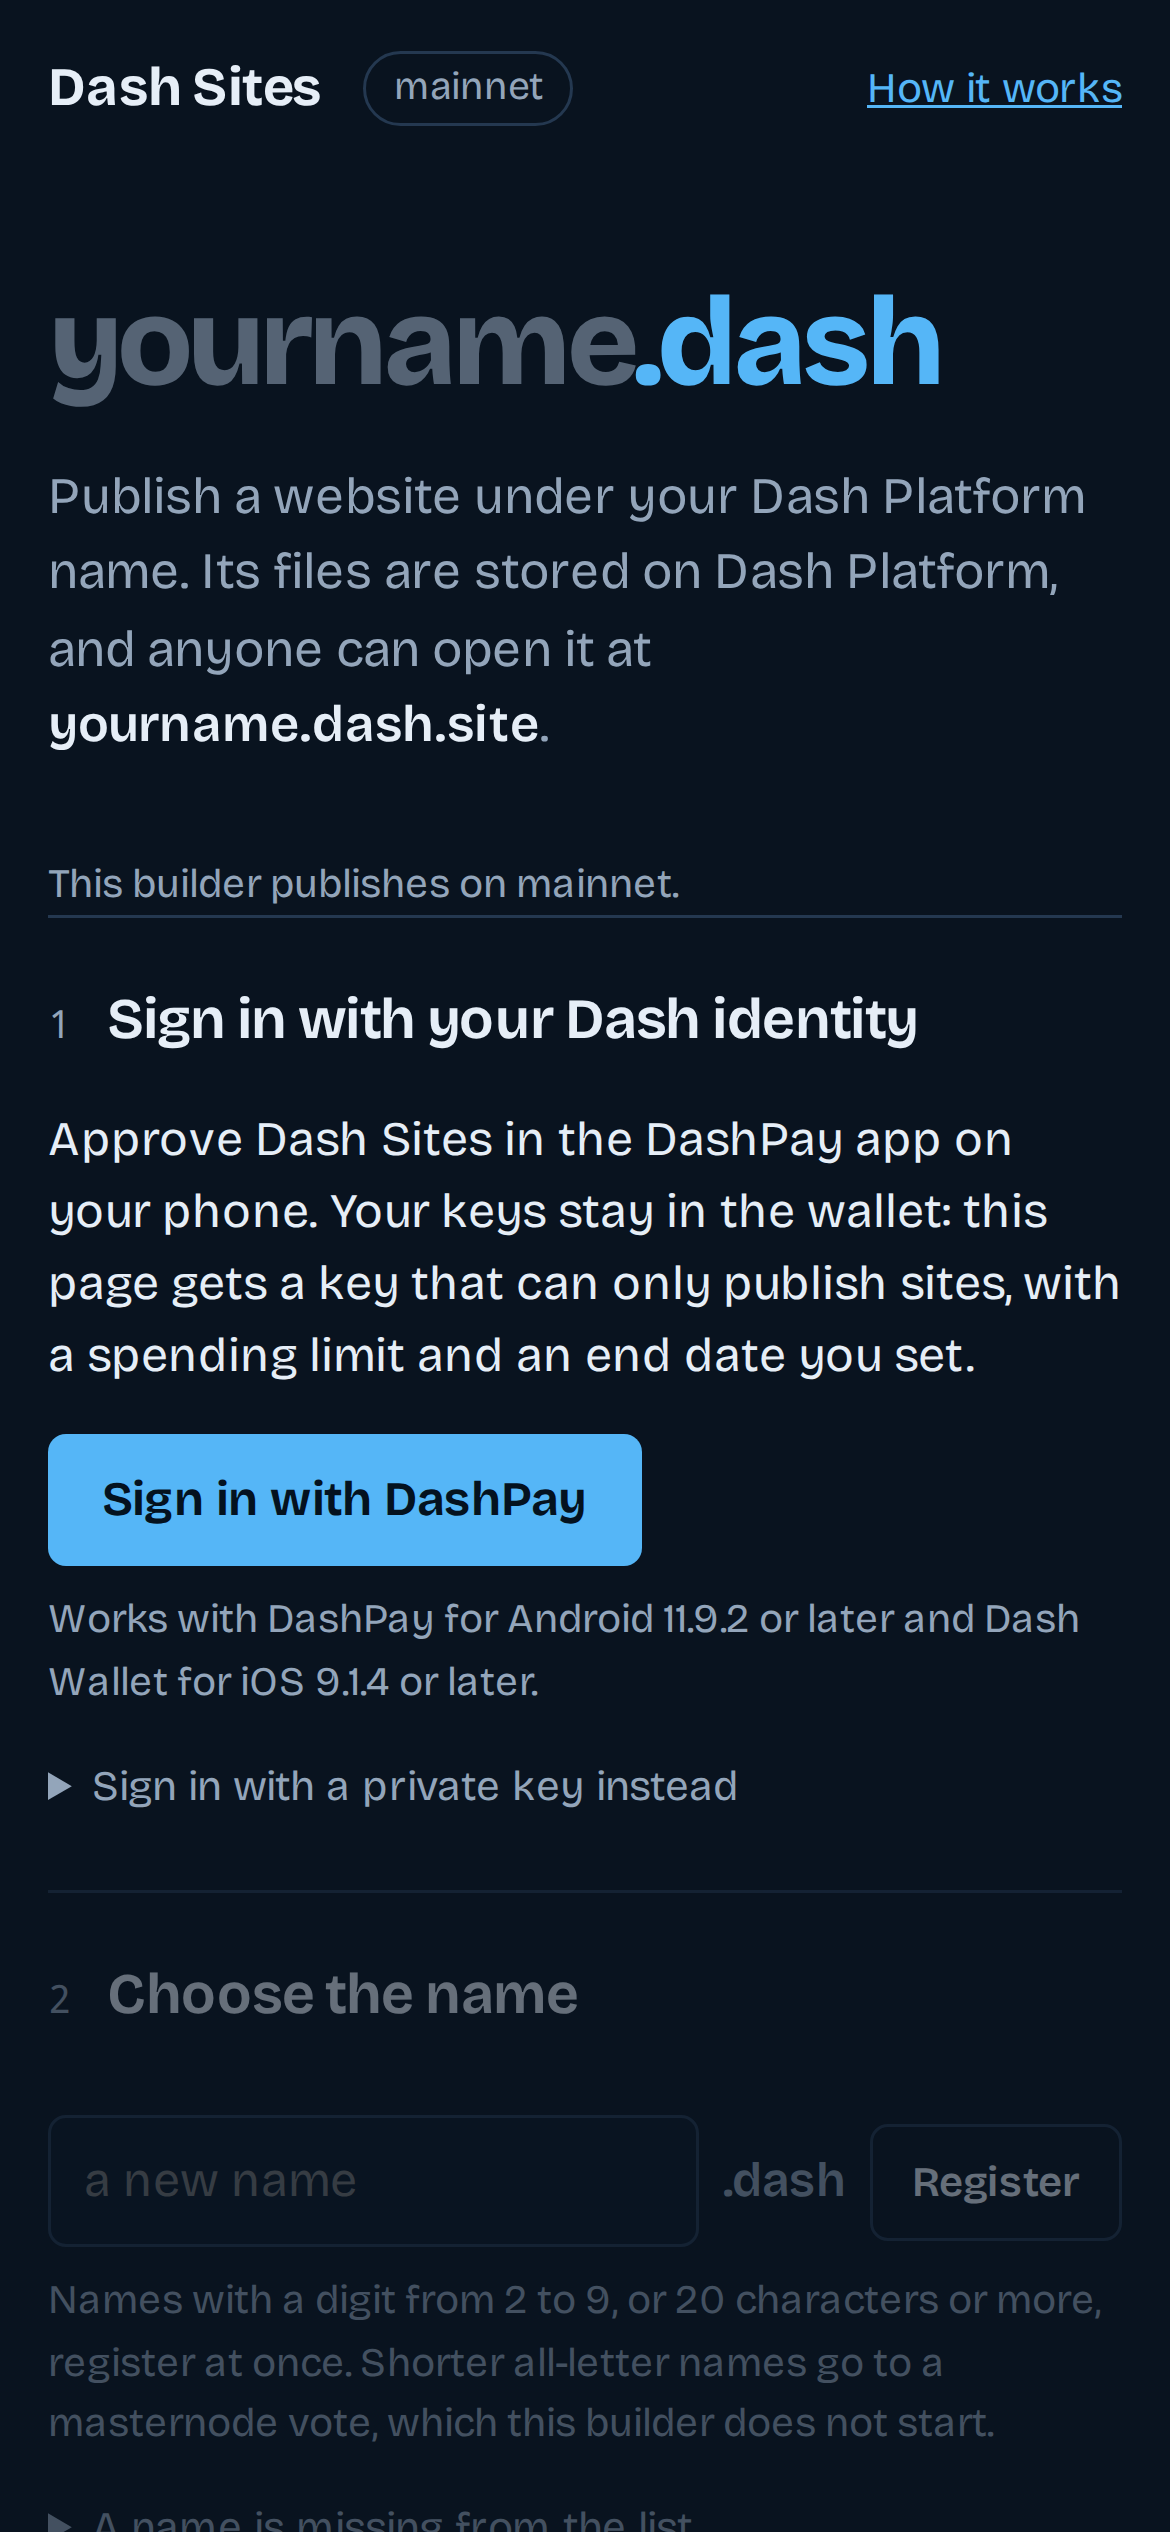 Dash Sites
mainnet
How it works
yourname.dash
Publish a website under your Dash Platform
name. Its files are stored on Dash Platform,
and anyone can open it at
yourname.dash.site.
This builder publishes on mainnet.
1 Sign in with your Dash identity
Approve Dash Sites in the DashPay app on
your phone. Your keys stay in the wallet: this
page gets a key that can only publish sites, with
a spending limit and an end date you set.
Sign in with DashPay
Works with DashPay for Android 11.9.2 or later and Dash
Wallet for iOS 9.1.4 or later.
Sign in with a private key instead
2 Choose the name
a new name
.dash
Register
Names with a digit from 2 to 9, or 20 characters or more,
register at once. Shorter all-letter names go to a
masternode vote, which this builder does not start.
A name is missing from the list